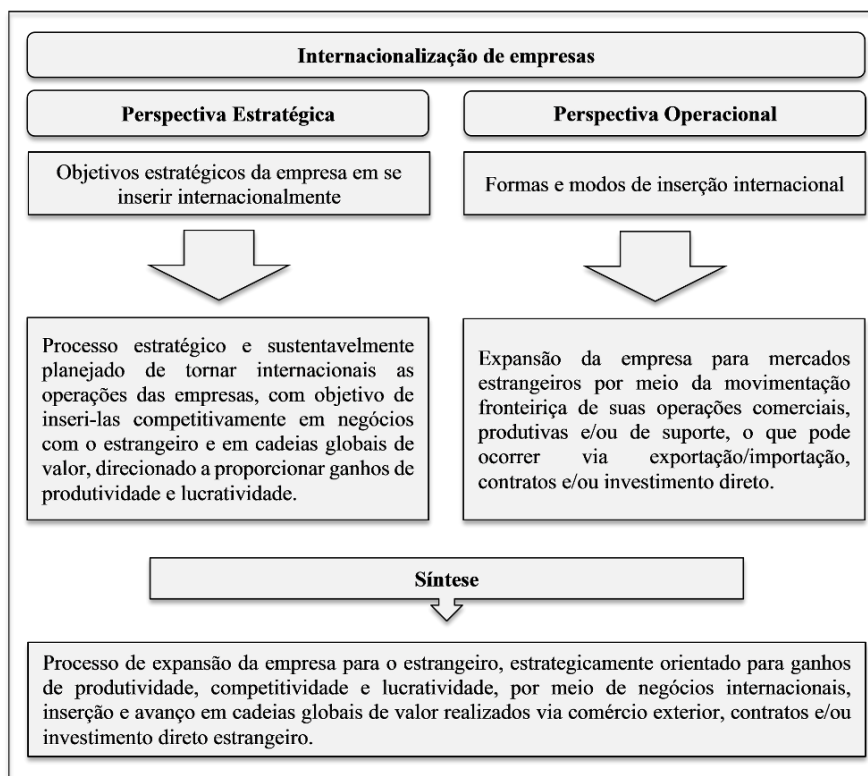 Internacionalização de empresas
Perspectiva Estratégica
Perspectiva Operacional
Objetivos estratégicos da empresa em se
inserir internacionalmente
Formas e modos de inserção internacional
Processo estratégico e sustentavelmente
planejado de tornar internacionais as
operações das empresas, com objetivo de
inseri-las competitivamente em negócios
com o estrangeiro e em cadeias globais de
valor, direcionado a proporcionar ganhos de
produtividade e lucratividade.
Expansão da empresa para mercados
estrangeiros por meio da movimentação
fronteiriça de suas operações comerciais,
produtivas e/ou de suporte, o que pode
ocorrer via exportação/importação,
contratos e/ou investimento direto.
Síntese
Processo de expansão da empresa para o estrangeiro, estrategicamente orientado para ganhos
de produtividade, competitividade e lucratividade, por meio de negócios internacionais,
inserção e avanço em cadeias globais de valor realizados via comércio exterior, contratos e/ou
investimento direto estrangeiro.